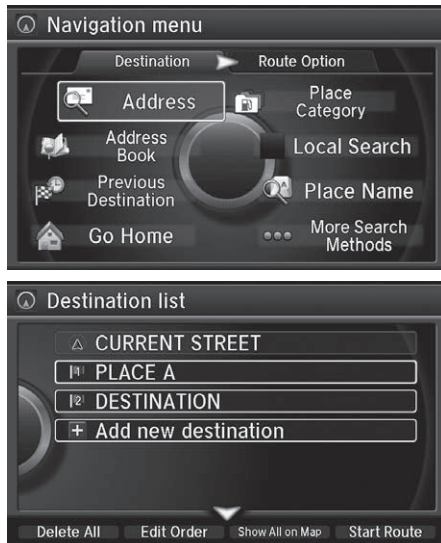 Navigation menu
Destination
Route Option
Address
Place
Category
Address
Book
Local Search
Previous
Destination
Place Name
Go Home
More Search
Methods
Destination list
CURRENT STREET
1 PLACE A
2 DESTINATION
+ Add new destination
Delete All
Edit Order
Show All on Map
Start Route